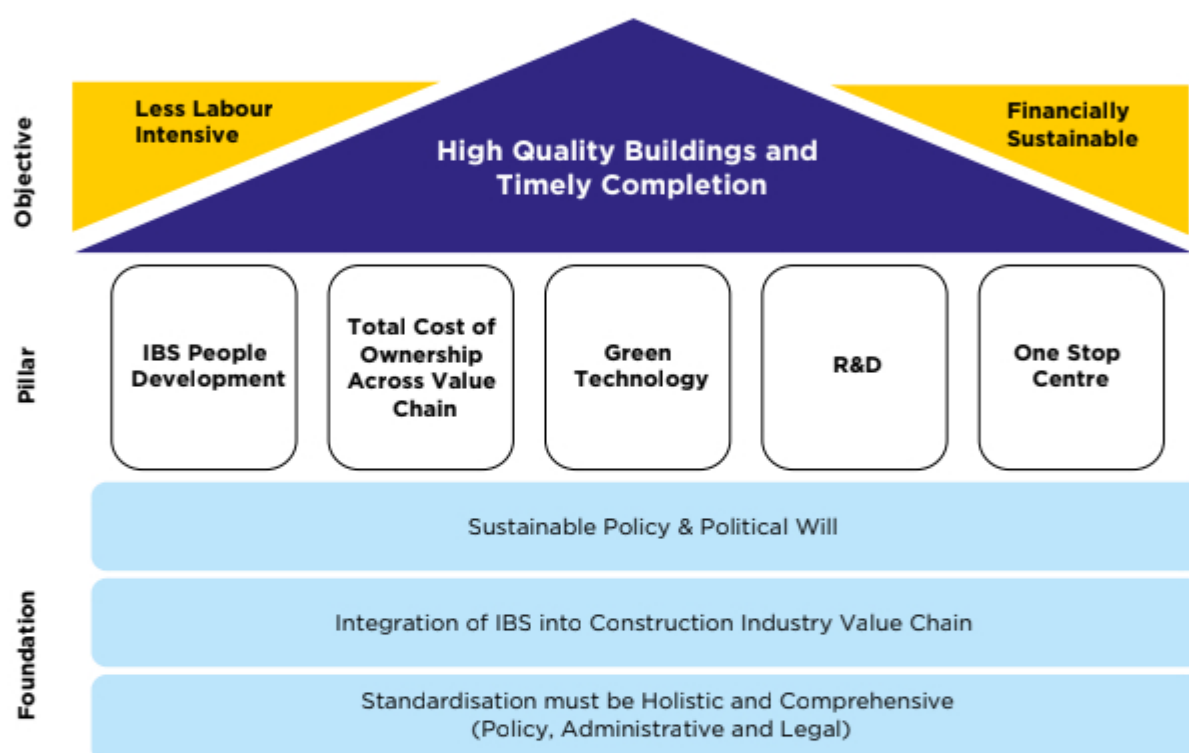 Objective
Less Labour
Intensive
High Quality Buildings and
Timely Completion
Financially
Sustainable
Pillar
IBS People
Development
Total Cost of
Ownership
Across Value
Chain
Green
Technology
R&D
One Stop
Centre
Foundation
Sustainable Policy & Political Will
Integration of IBS into Construction Industry Value Chain
Standardisation must be Holistic and Comprehensive
(Policy, Administrative and Legal)